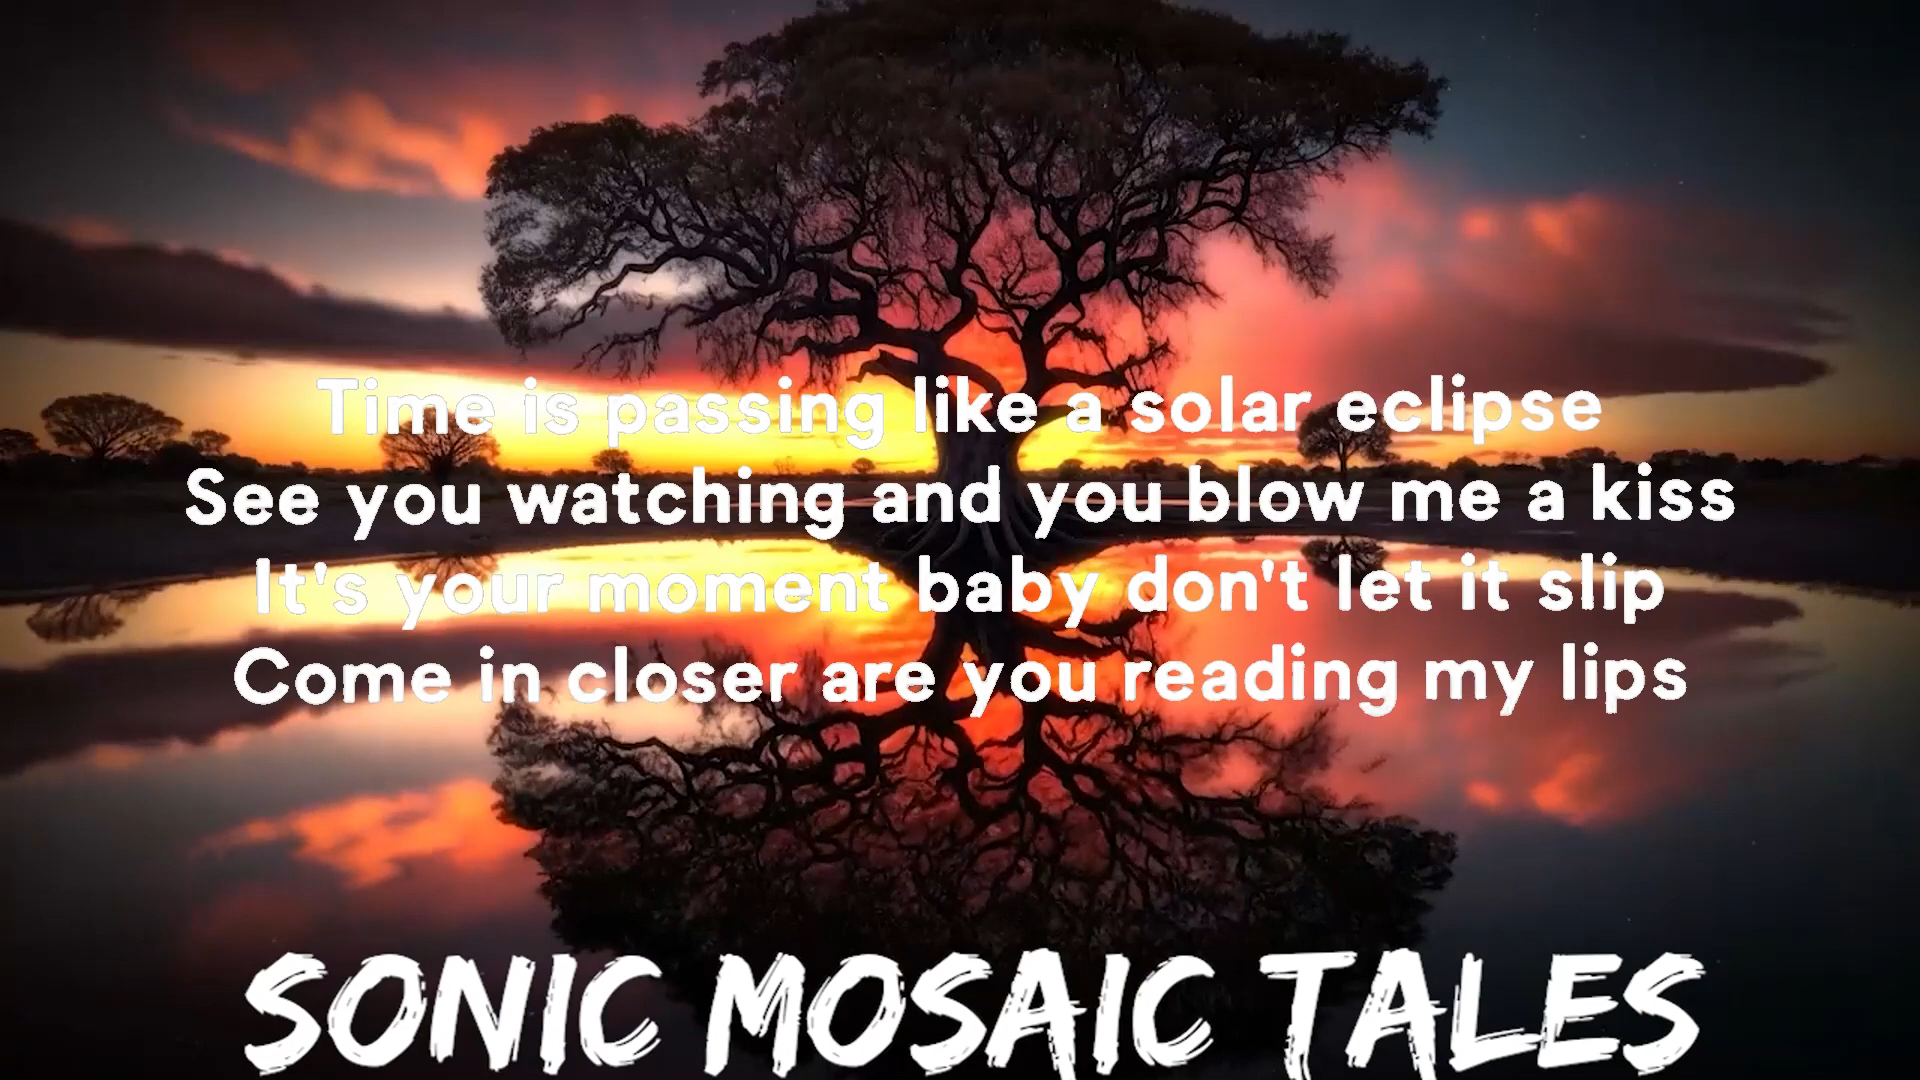 Time is passing like a solar eclipse
See you watching and you blow me a kiss
It's your moment baby don't let it slip
Come in closer are you reading my lips
SONIC MOSAIC TALES